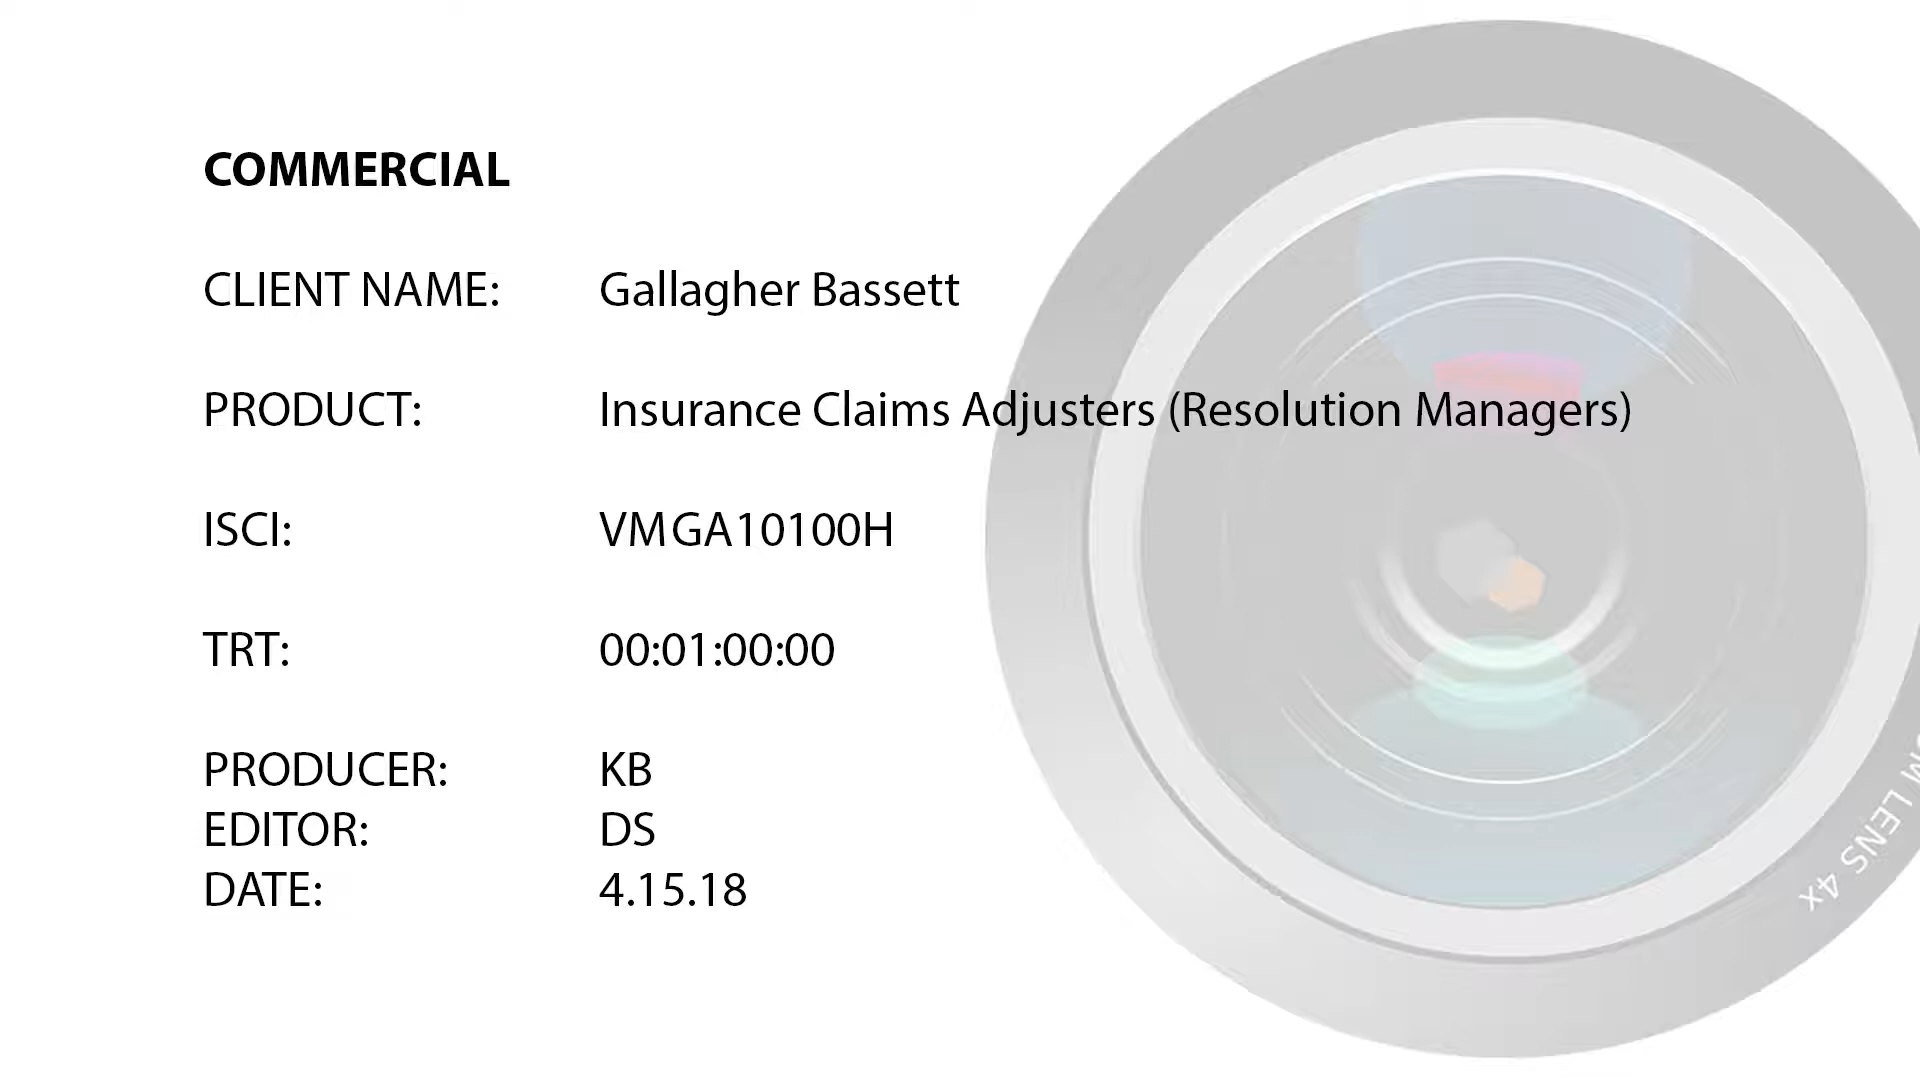 COMMERCIAL
CLIENT NAME: Gallagher Bassett
PRODUCT: Insurance Claims Adjusters (Resolution Managers)
ISCI: VMGA10100H
TRT: 00:01:00:00
PRODUCER: KB
EDITOR: DS
DATE: 4.15.18
LENS 4x